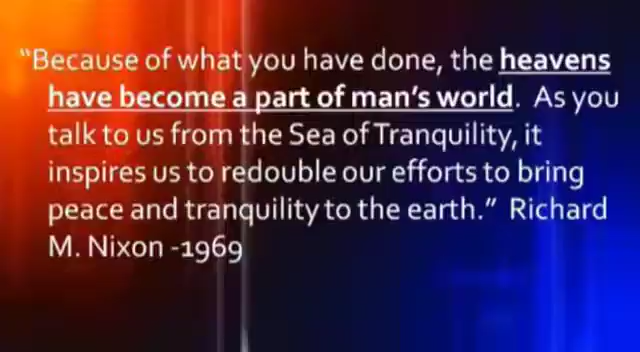 “Because of what you have done, the heavens
have become a part of man’s world. As you
talk to us from the Sea of Tranquility, it
inspires us to redouble our efforts to bring
peace and tranquility to the earth.” Richard
M. Nixon -1969